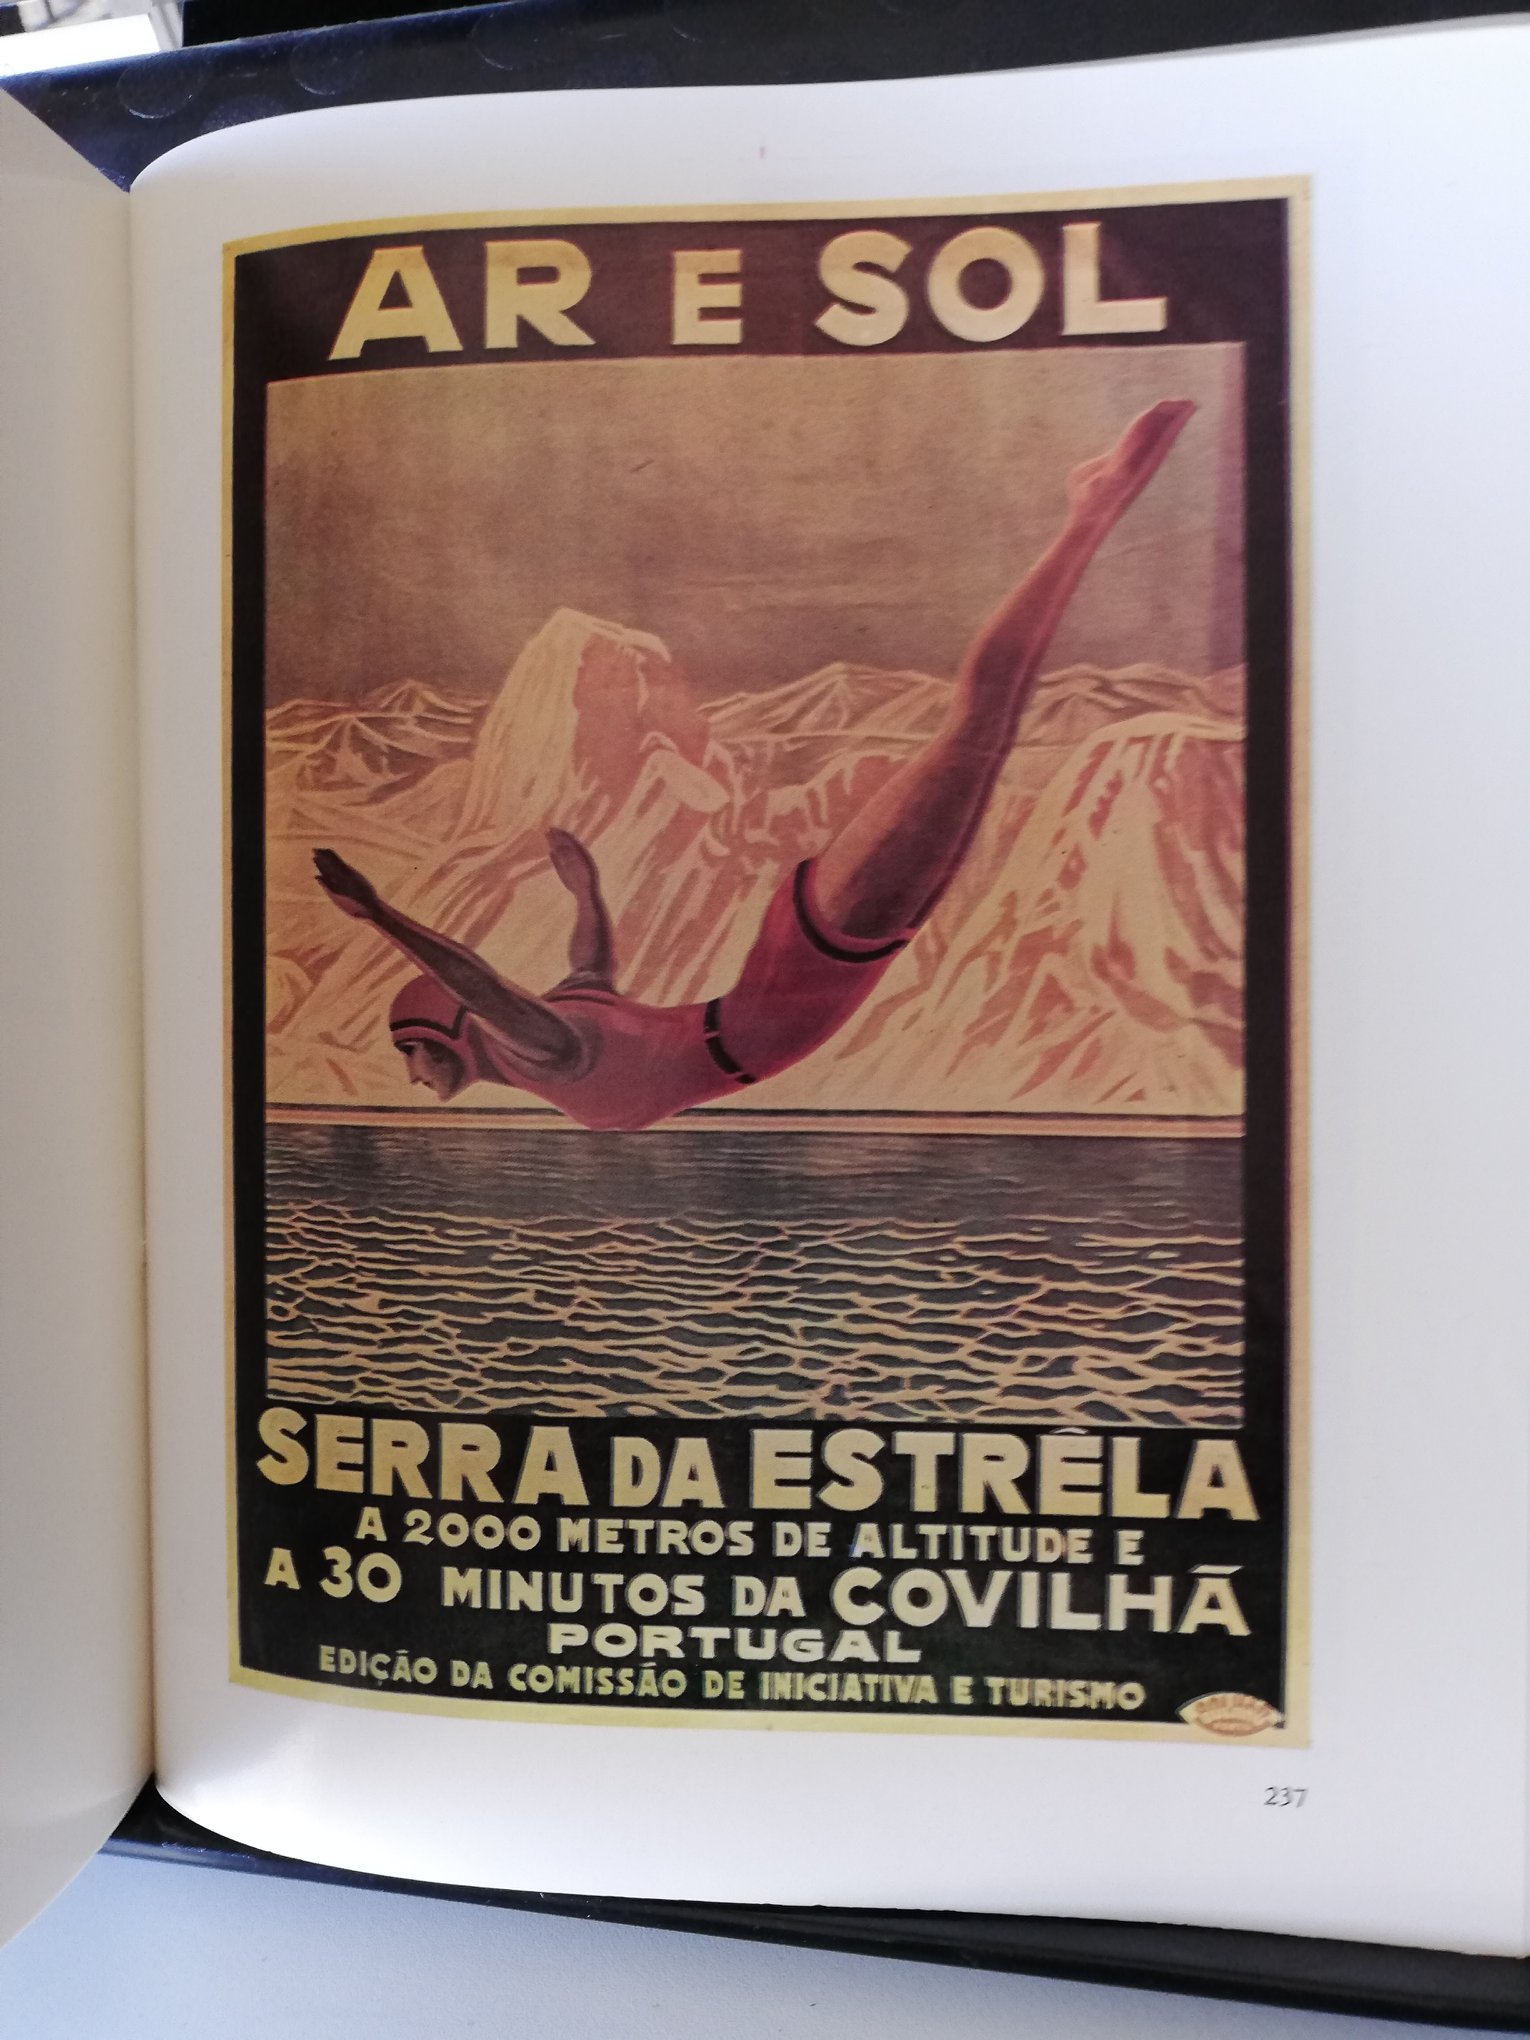 AR E SOL
SERRA DA ESTRÊLA
A 2000 METROS DE ALTITUDE E
A 30 MINUTOS DA COVILHÃ
PORTUGAL
EDIÇÃO DA COMISSÃO DE INICIATIVA E TURISMO
237